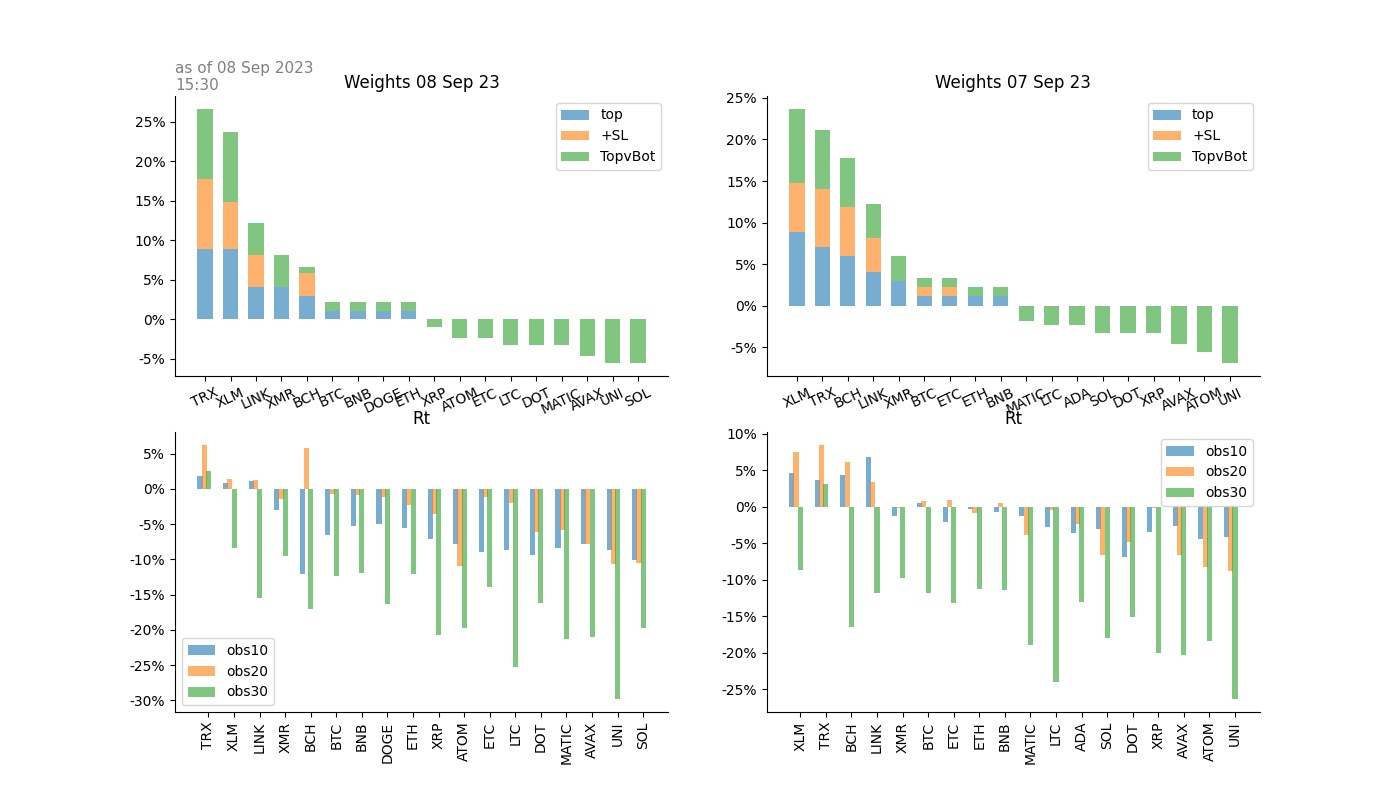 as of 08 Sep 2023
15:30
Weights 08 Sep 23
25%
20%
15%
10%
5%
0%
-5%
top
+SL
TopvBot
TRX XLM LINK XMR BCH BTC BNB DOGE ETH XRP ATOM ETC LTC DOT MATIC AVAX UNI SOL
Weights 07 Sep 23
25%
20%
15%
10%
5%
0%
-5%
top
+SL
TopvBot
XLM TRX BCH LINK XMR BTC ETC ETH BNB MATIC LTC ADA SOL DOT XRP AVAX ATOM UNI
Rt
5%
0%
-5%
-10%
-15%
-20%
-25%
-30%
obs10
obs20
obs30
TRX XLM LINK XMR BCH BTC BNB DOGE ETH XRP ATOM ETC LTC DOT MATIC AVAX UNI SOL
Rt
10%
5%
0%
-5%
-10%
-15%
-20%
-25%
obs10
obs20
obs30
XLM TRX BCH LINK XMR BTC ETC ETH BNB MATIC LTC ADA SOL DOT XRP AVAX ATOM UNI